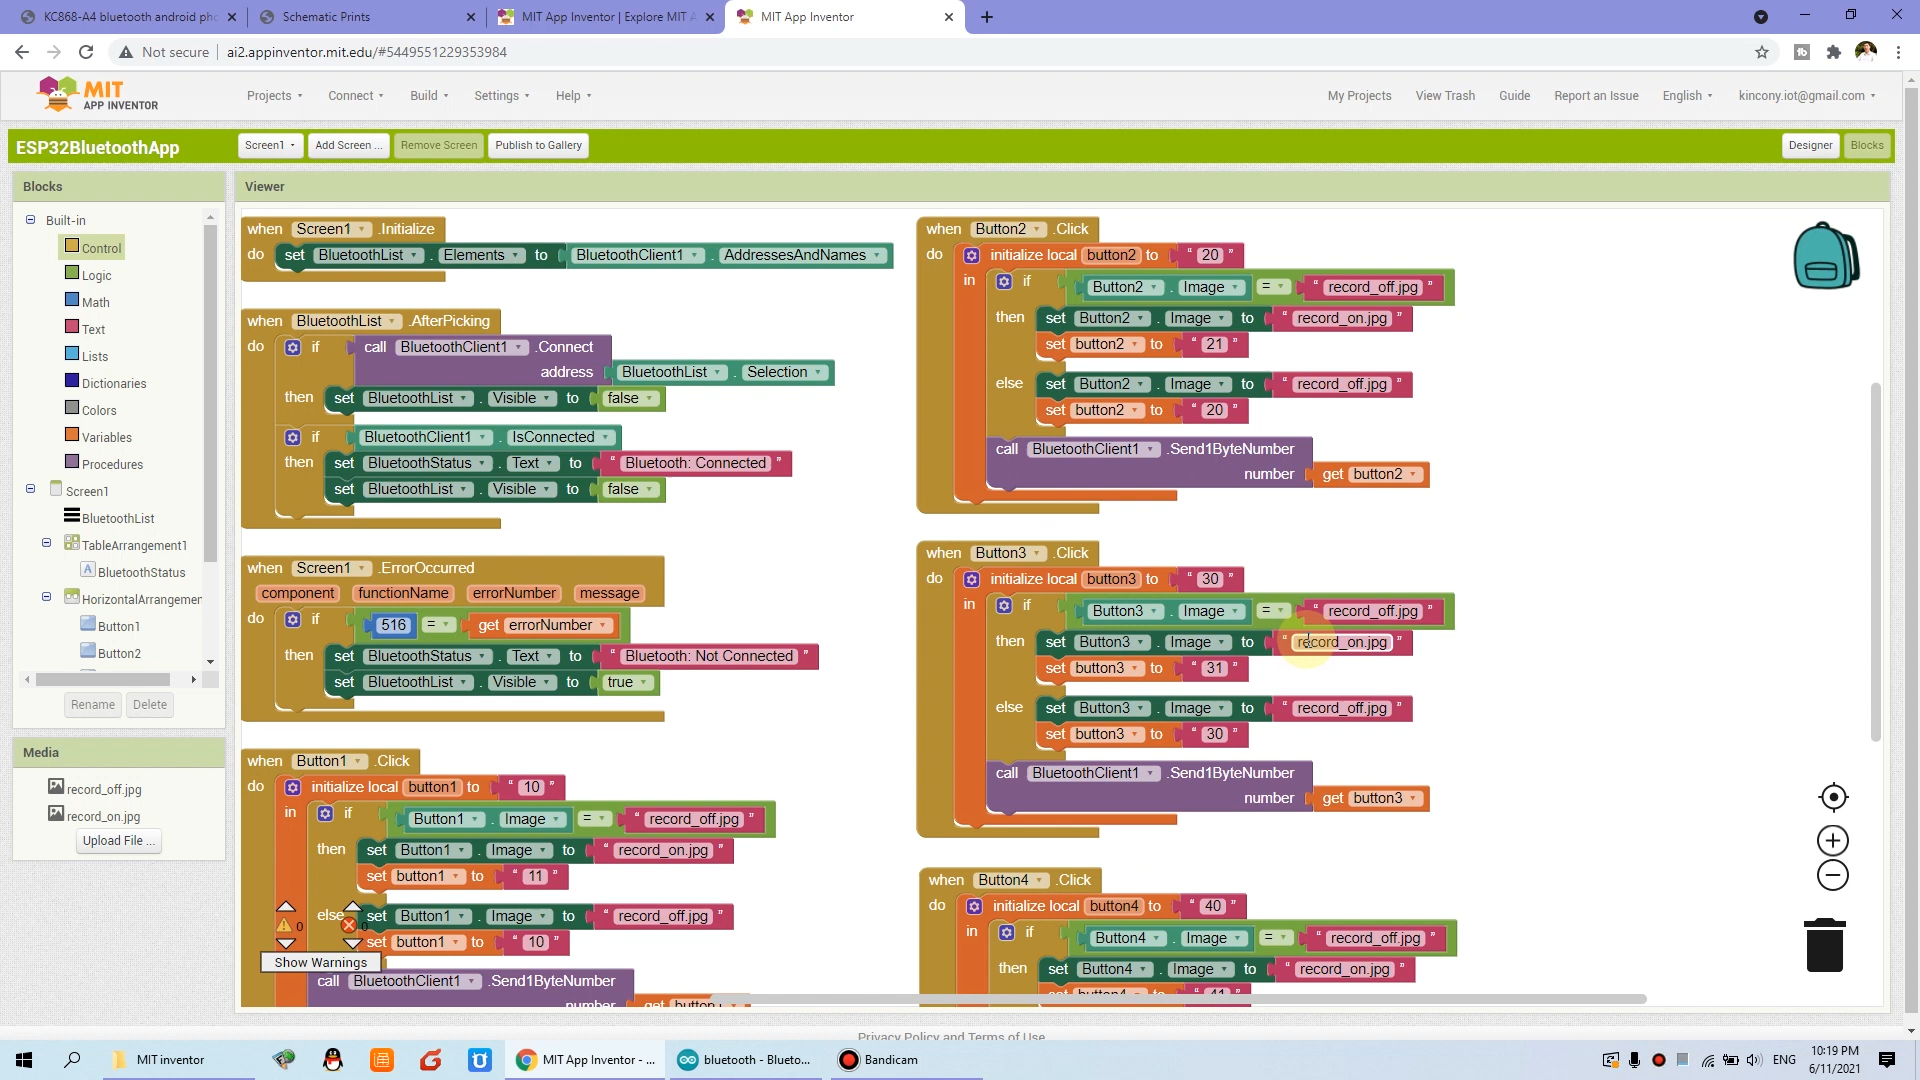 KC868-A4 bluetooth android pho
Schematic Prints
MIT App Inventor | Explore MIT A
MIT App Inventor
Not secure
ai2.appinventor.mit.edu/#5449551229353984
MIT
APP INVENTOR
Projects
Connect
Build
Settings
Help
My Projects
View Trash
Guide
Report an Issue
English
kincony.iot@gmail.com
ESP32BluetoothApp
Screen1
Add Screen ...
Remove Screen
Publish to Gallery
Designer
Blocks
Blocks
Built-in
Control
Logic
Math
Text
Lists
Dictionaries
Colors
Variables
Procedures
Screen1
BluetoothList
TableArrangement1
A BluetoothStatus
HorizontalArrangemen
Button1
Button2
Rename
Delete
Media
record_off.jpg
record_on.jpg
Upload File ...
Viewer
when Screen1 .Initialize
do set BluetoothList . Elements to BluetoothClient1 . AddressesAndNames
when BluetoothList .AfterPicking
do if call BluetoothClient1 .Connect
address BluetoothList . Selection
then set BluetoothList . Visible to false
if BluetoothClient1 . IsConnected
then set BluetoothStatus . Text to “ Bluetooth: Connected ”
set BluetoothList . Visible to false
when Screen1 .ErrorOccurred
component functionName errorNumber message
do if 516 = get errorNumber
then set BluetoothStatus . Text to “ Bluetooth: Not Connected ”
set BluetoothList . Visible to true
when Button1 .Click
do initialize local button1 to “ 10 ”
in if Button1 . Image = “ record_off.jpg ”
then set Button1 . Image to “ record_on.jpg ”
set button1 to “ 11 ”
else set Button1 . Image to “ record_off.jpg ”
set button1 to “ 10 ”
call BluetoothClient1 .Send1ByteNumber
number get button1
0 0
Show Warnings
when Button2 .Click
do initialize local button2 to “ 20 ”
in if Button2 . Image = “ record_off.jpg ”
then set Button2 . Image to “ record_on.jpg ”
set button2 to “ 21 ”
else set Button2 . Image to “ record_off.jpg ”
set button2 to “ 20 ”
call BluetoothClient1 .Send1ByteNumber
number get button2
when Button3 .Click
do initialize local button3 to “ 30 ”
in if Button3 . Image = “ record_off.jpg ”
then set Button3 . Image to “ record_on.jpg ”
set button3 to “ 31 ”
else set Button3 . Image to “ record_off.jpg ”
set button3 to “ 30 ”
call BluetoothClient1 .Send1ByteNumber
number get button3
when Button4 .Click
do initialize local button4 to “ 40 ”
in if Button4 . Image = “ record_off.jpg ”
then set Button4 . Image to “ record_on.jpg ”
set button4 to “ 41 ”
Privacy Policy and Terms of Use
MIT inventor
MIT App Inventor - ...
bluetooth - Blueto...
Bandicam
ENG
10:19 PM
6/11/2021